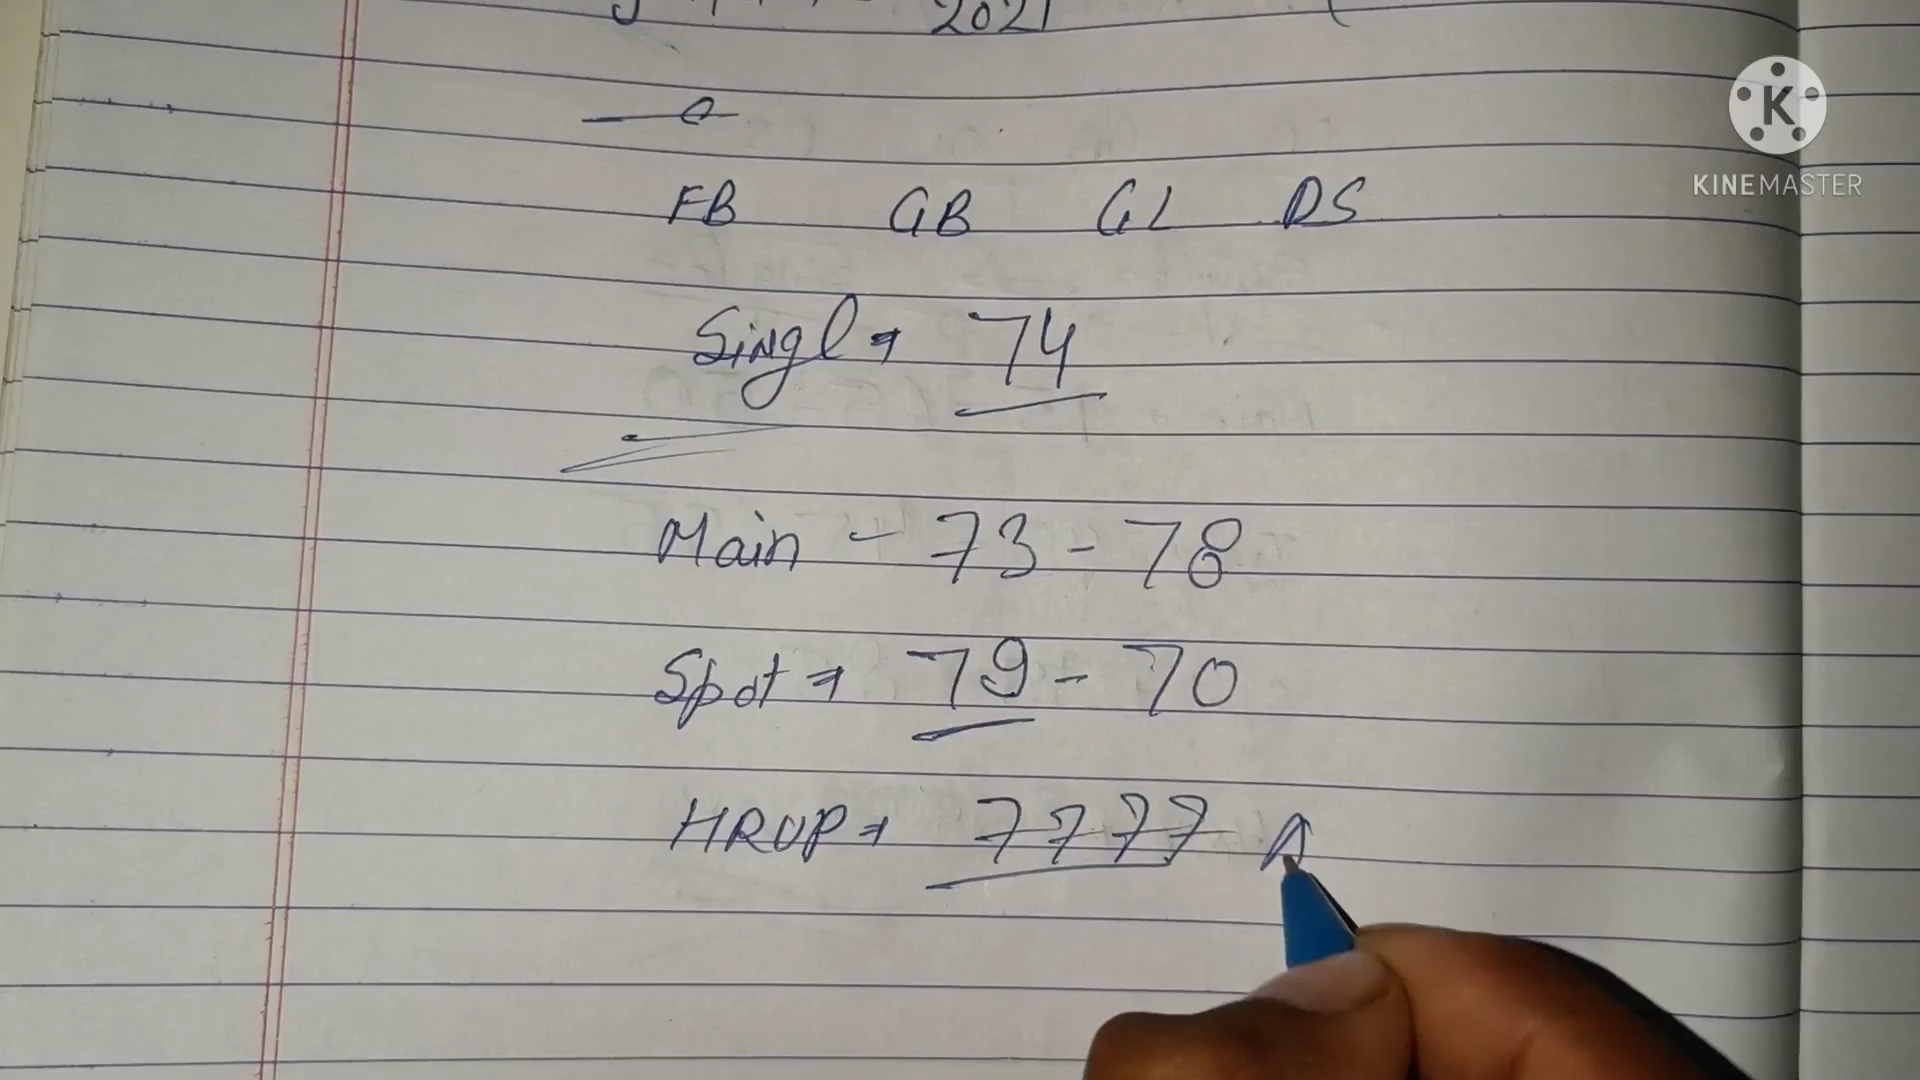 2021
K
KINEMASTER
FB GB GL DS
Singl → 74
Main - 73 - 78
Spot → 79 - 70
HRUP → 7777 A